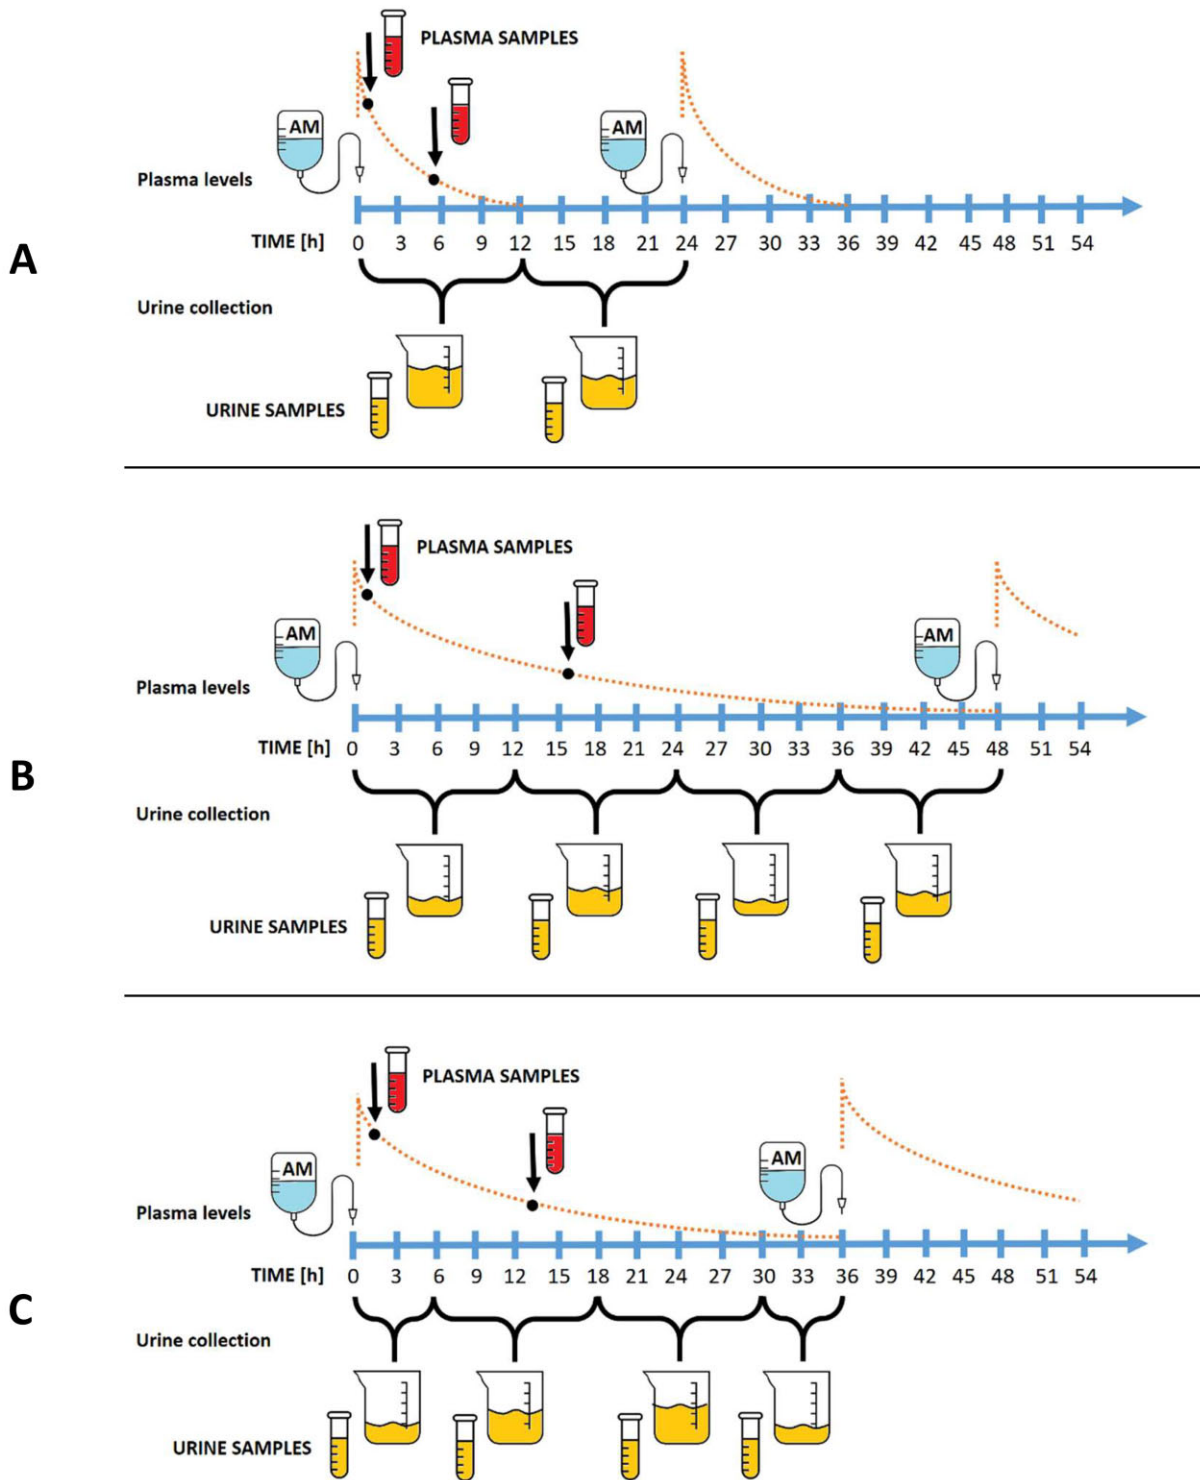 PLASMA SAMPLES
AM AM
Plasma levels
TIME [h] 0 3 6 9 12 15 18 21 24 27 30 33 36 39 42 45 48 51 54
A
Urine collection
URINE SAMPLES
PLASMA SAMPLES
AM AM
Plasma levels
TIME [h] 0 3 6 9 12 15 18 21 24 27 30 33 36 39 42 45 48 51 54
B
Urine collection
URINE SAMPLES
PLASMA SAMPLES
AM AM
Plasma levels
TIME [h] 0 3 6 9 12 15 18 21 24 27 30 33 36 39 42 45 48 51 54
C
Urine collection
URINE SAMPLES